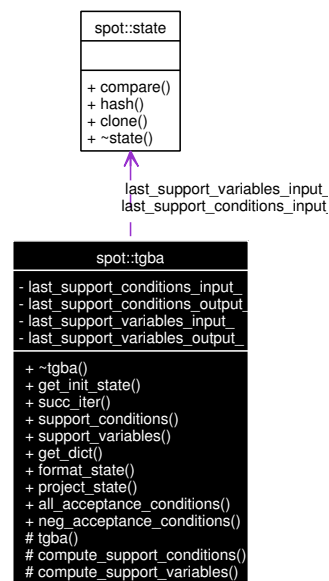 spot::state
+ compare()
+ hash()
+ clone()
+ ~state()
last_support_variables_input_
last_support_conditions_input_
spot::tgba
- last_support_conditions_input_
- last_support_conditions_output_
- last_support_variables_input_
- last_support_variables_output_
+ ~tgba()
+ get_init_state()
+ succ_iter()
+ support_conditions()
+ support_variables()
+ get_dict()
+ format_state()
+ project_state()
+ all_acceptance_conditions()
+ neg_acceptance_conditions()
# tgba()
# compute_support_conditions()
# compute_support_variables()